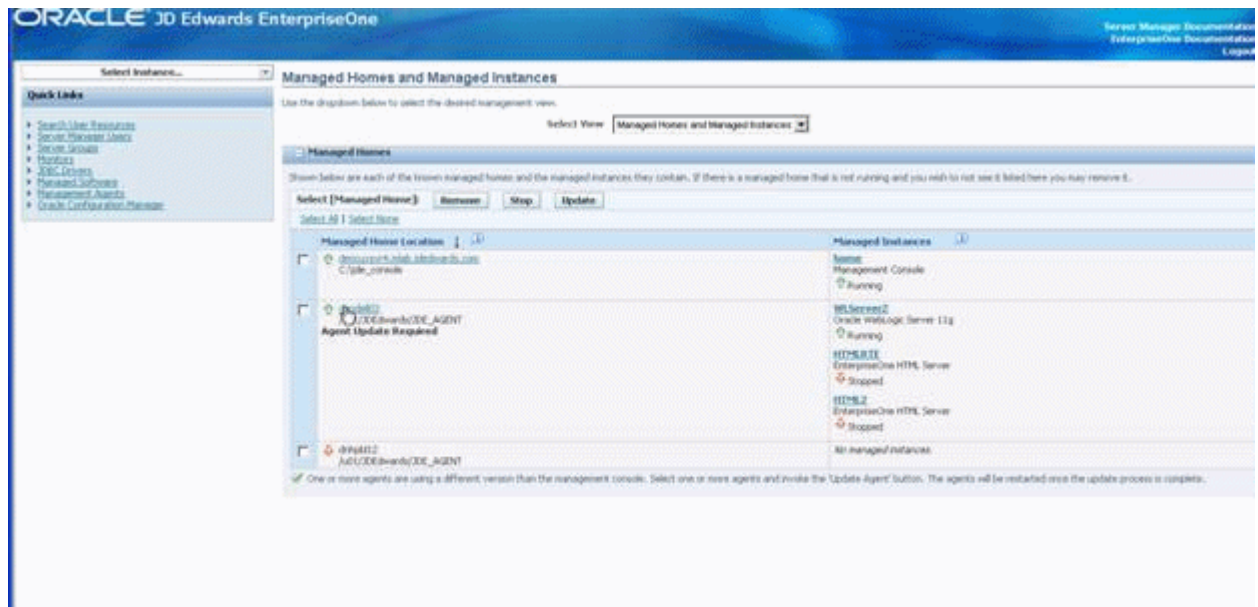 ORACLE JD Edwards EnterpriseOne
Server Manager Documentation
EnterpriseOne Documentation
Logout
Select Instance...
Quick Links
Search User Resources
Server Manager Users
Server Groups
Monitors
JDBC Drivers
Managed Software
Management Agents
Oracle Configuration Manager
Managed Homes and Managed Instances
Use the dropdown below to select the desired management view.
Select View Managed Homes and Managed Instances
Managed Homes
Shown below are each of the known managed homes and the managed instances they contain. If there is a managed home that is not running and you wish to not see it listed here you may remove it.
Select [Managed Home]: Remove Stop Update
Select All | Select None
Managed Home Location Managed Instances
home
C:/jde_console Management Console
Running
WLServer2
/JDEdwards/JDE_AGENT Oracle WebLogic Server 11g
Agent Update Required Running
HTMLRTE
EnterpriseOne HTML Server
Stopped
HTML2
EnterpriseOne HTML Server
Stopped
No managed instances
/u01/JDEdwards/JDE_AGENT
One or more agents are using a different version than the management console. Select one or more agents and invoke the 'Update Agent' button. The agents will be restarted once the update process is complete.